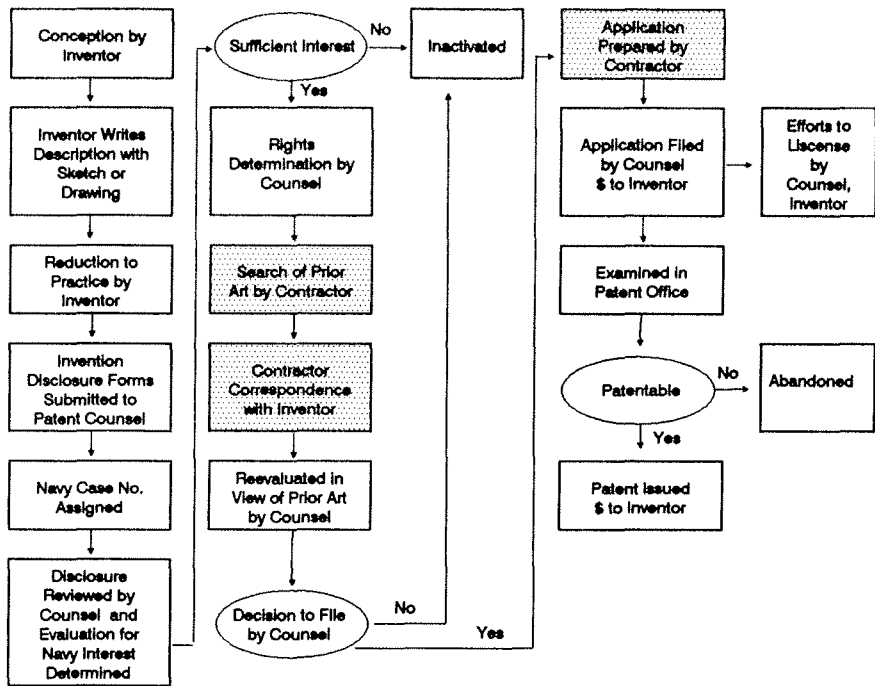 Conception by
Inventor
Inventor Writes
Description with
Sketch or
Drawing
Reduction to
Practice by
Inventor
Invention
Disclosure Forms
Submitted to
Patent Counsel
Navy Case No.
Assigned
Disclosure
Reviewed by
Counsel and
Evaluation for
Navy Interest
Determined
Sufficient Interest
No
Yes
Inactivated
Rights
Determination by
Counsel
Search of Prior
Art by Contractor
Contractor
Correspondence
with Inventor
Reevaluated in
View of Prior Art
by Counsel
Decision to File
by Counsel
No
Yes
Application
Prepared by
Contractor
Application Filed
by Counsel
$ to Inventor
Efforts to
Liscense
by
Counsel,
Inventor
Examined in
Patent Office
Patentable
No
Abandoned
Yes
Patent Issued
$ to Inventor